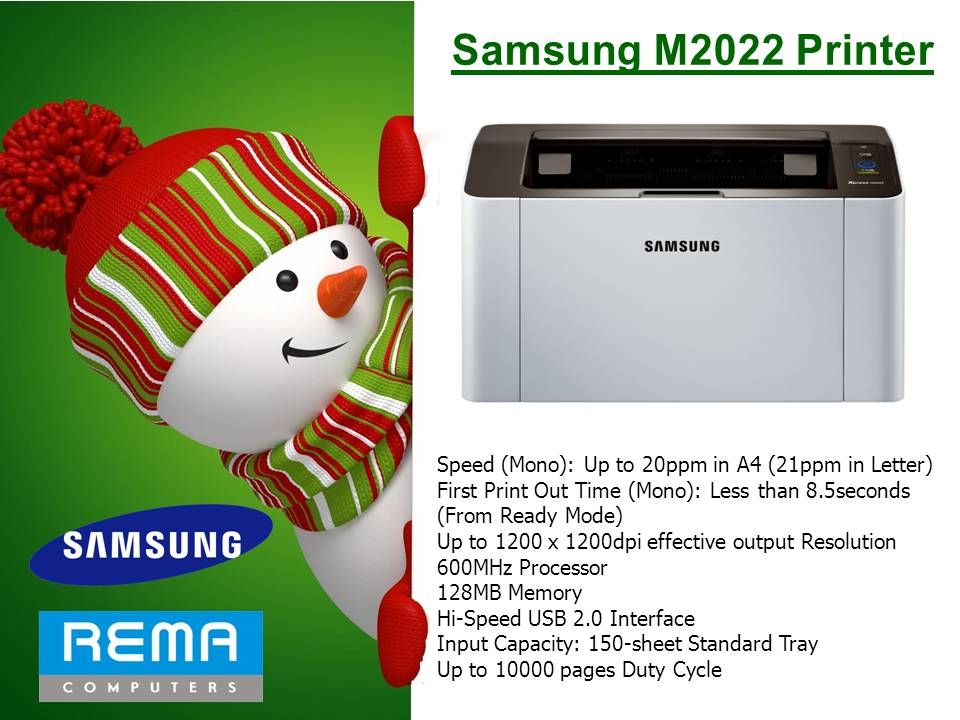 Samsung M2022 Printer
SAMSUNG
Speed (Mono): Up to 20ppm in A4 (21ppm in Letter)
First Print Out Time (Mono): Less than 8.5seconds
(From Ready Mode)
Up to 1200 x 1200dpi effective output Resolution
600MHz Processor
128MB Memory
Hi-Speed USB 2.0 Interface
Input Capacity: 150-sheet Standard Tray
Up to 10000 pages Duty Cycle
SAMSUNG
REMA
COMPUTERS